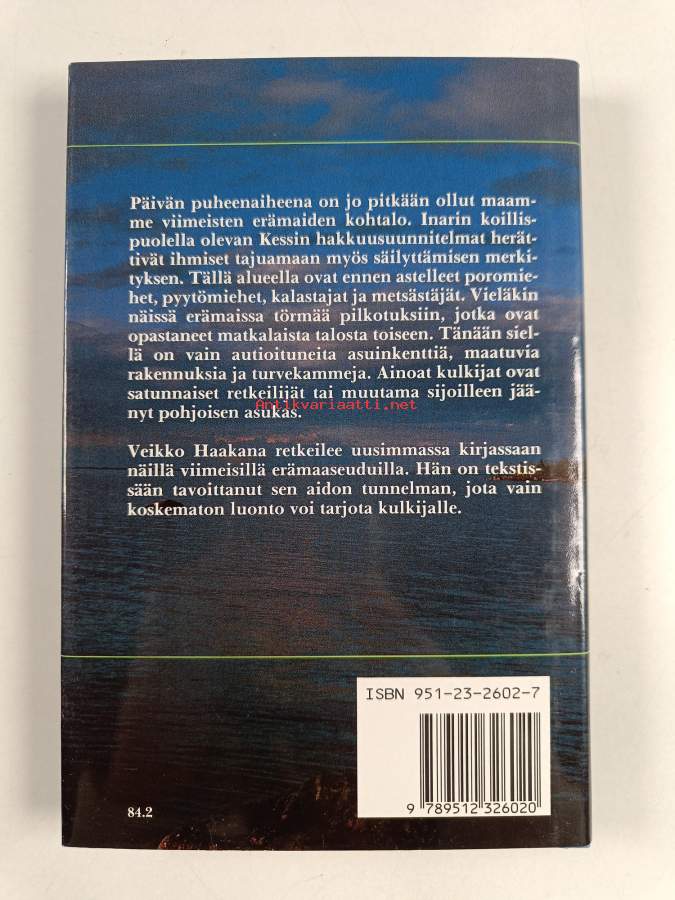 Päivän puheenaiheena on jo pitkään ollut maam-
me viimeisten erämaiden kohtalo. Inarin koillis-
puolella olevan Kessin hakkuusuunnitelmat herät-
tivät ihmiset tajuamaan myös säilyttämisen merki-
tyksen. Tällä alueella ovat ennen astelleet poromie-
het, pyytömiehet, kalastajat ja metsästäjät. Vieläkin
näissä erämaissa törmää pilkotuksiin, jotka ovat
opastaneet matkalaista talosta toiseen. Tänään siel-
lä on vain autioituneita asuinkenttiä, maatuvia
rakennuksia ja turvekammeja. Ainoat kulkijat ovat
satunnaiset retkeilijät tai muutama sijoilleen jää-
nyt pohjoisen asukas.
Antikvariaatti.net
Veikko Haakana retkeilee uusimmassa kirjassaan
näillä viimeisillä erämaaseuduilla. Hän on tekstis-
sään tavoittanut sen aidon tunnelman, jota vain
koskematon luonto voi tarjota kulkijalle.
ISBN 951-23-2602-7
9 789512 326020
84.2